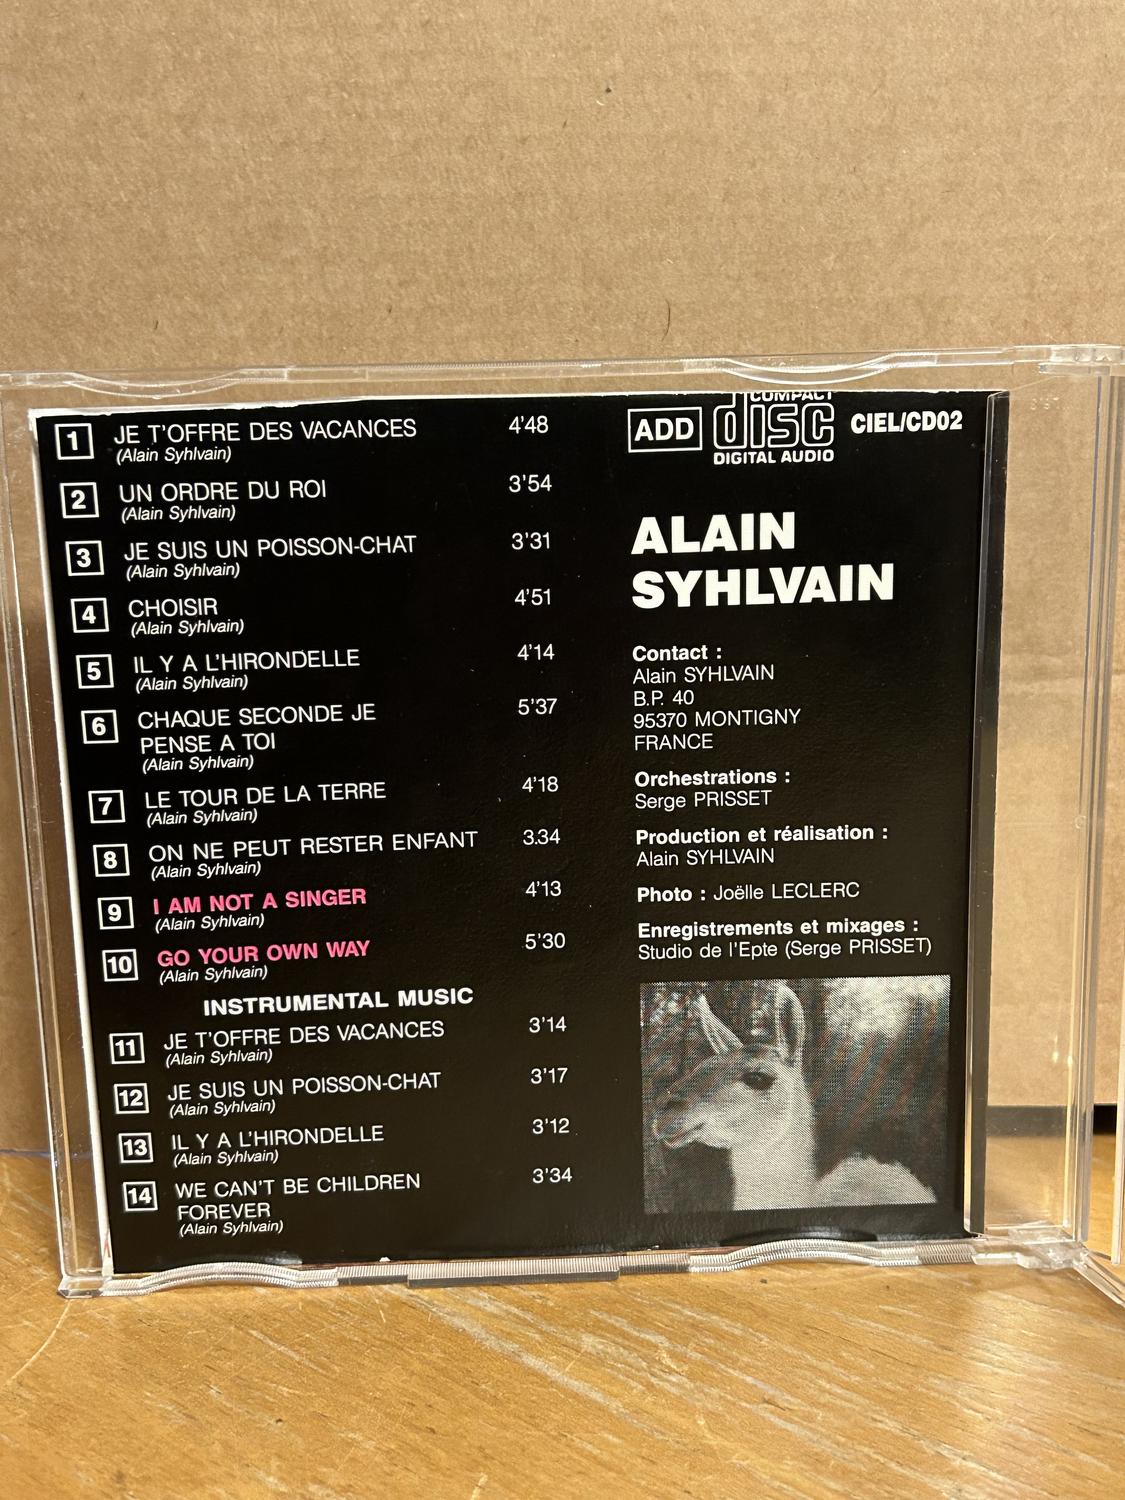 1 JE T'OFFRE DES VACANCES 4'48
(Alain Syhlvain)
2 UN ORDRE DU ROI 3'54
(Alain Syhlvain)
3 JE SUIS UN POISSON-CHAT 3'31
(Alain Syhlvain)
4 CHOISIR 4'51
(Alain Syhlvain)
5 IL Y A L'HIRONDELLE 4'14
(Alain Syhlvain)
6 CHAQUE SECONDE JE 5'37
PENSE A TOI
(Alain Syhlvain)
7 LE TOUR DE LA TERRE 4'18
(Alain Syhlvain)
8 ON NE PEUT RESTER ENFANT 3.34
(Alain Syhlvain)
9 I AM NOT A SINGER 4'13
(Alain Syhlvain)
10 GO YOUR OWN WAY 5'30
(Alain Syhlvain)
INSTRUMENTAL MUSIC
11 JE T'OFFRE DES VACANCES 3'14
(Alain Syhlvain)
12 JE SUIS UN POISSON-CHAT 3'17
(Alain Syhlvain)
13 IL Y A L'HIRONDELLE 3'12
(Alain Syhlvain)
14 WE CAN'T BE CHILDREN 3'34
FOREVER
(Alain Syhlvain)
ADD
COMPACT
disc
DIGITAL AUDIO
CIEL/CD02
ALAIN
SYHLVAIN
Contact :
Alain SYHLVAIN
B.P. 40
95370 MONTIGNY
FRANCE
Orchestrations :
Serge PRISSET
Production et réalisation :
Alain SYHLVAIN
Photo : Joëlle LECLERC
Enregistrements et mixages :
Studio de l'Epte (Serge PRISSET)